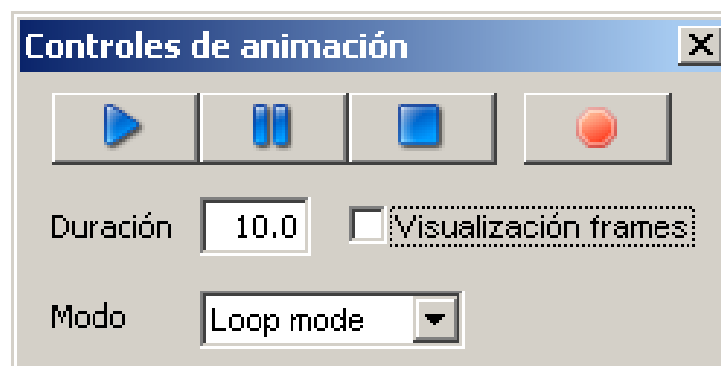 Controles de animación
Duración 10.0 Visualización frames
Modo Loop mode